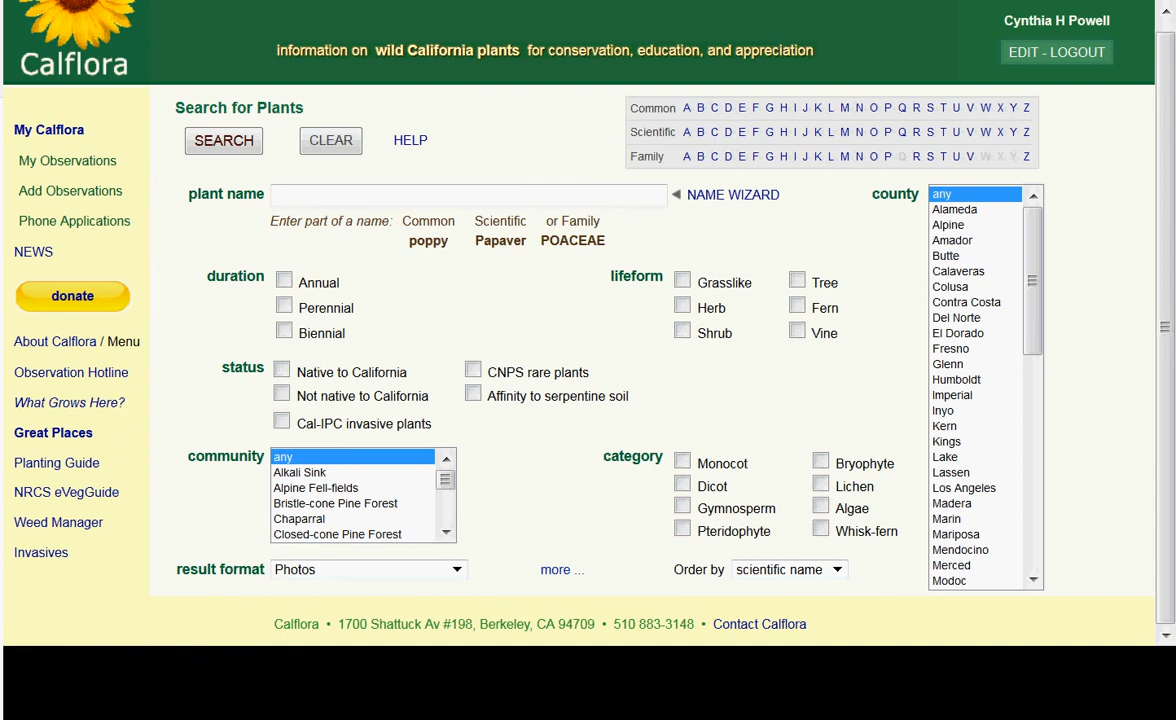 Calflora
information on wild California plants for conservation, education, and appreciation
Cynthia H Powell
EDIT - LOGOUT
My Calflora
My Observations
Add Observations
Phone Applications
NEWS
donate
About Calflora / Menu
Observation Hotline
What Grows Here?
Great Places
Planting Guide
NRCS eVegGuide
Weed Manager
Invasives
Search for Plants
SEARCH CLEAR HELP
Common A B C D E F G H I J K L M N O P Q R S T U V W X Y Z
Scientific A B C D E F G H I J K L M N O P Q R S T U V W X Y Z
Family A B C D E F G H I J K L M N O P Q R S T U V W X Y Z
plant name ◄ NAME WIZARD
Enter part of a name: Common Scientific or Family
poppy Papaver POACEAE
duration
Annual
Perennial
Biennial
lifeform
Grasslike Tree
Herb Fern
Shrub Vine
status
Native to California CNPS rare plants
Not native to California Affinity to serpentine soil
Cal-IPC invasive plants
community
any
Alkali Sink
Alpine Fell-fields
Bristle-cone Pine Forest
Chaparral
Closed-cone Pine Forest
category
Monocot Bryophyte
Dicot Lichen
Gymnosperm Algae
Pteridophyte Whisk-fern
result format Photos more ... Order by scientific name
county
any
Alameda
Alpine
Amador
Butte
Calaveras
Colusa
Contra Costa
Del Norte
El Dorado
Fresno
Glenn
Humboldt
Imperial
Inyo
Kern
Kings
Lake
Lassen
Los Angeles
Madera
Marin
Mariposa
Mendocino
Merced
Modoc
Calflora • 1700 Shattuck Av #198, Berkeley, CA 94709 • 510 883-3148 • Contact Calflora